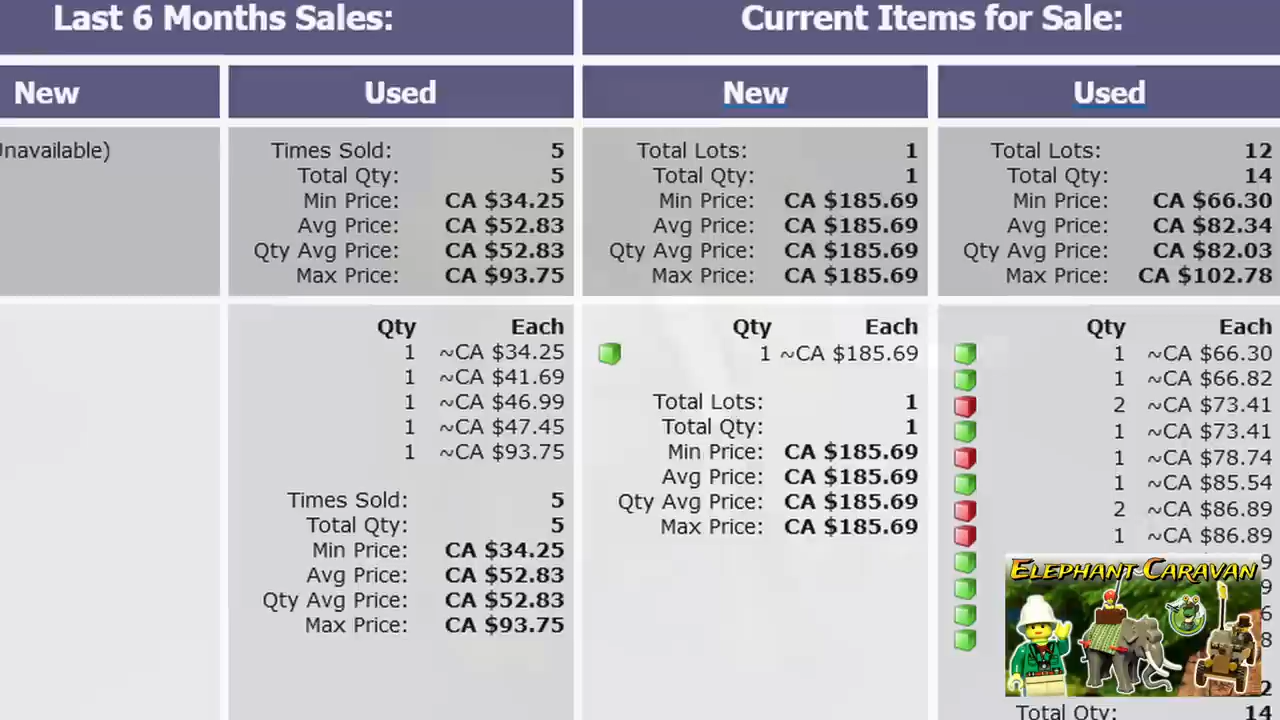 Last 6 Months Sales:
Current Items for Sale:
New
Used
New
Used
Unavailable)
Times Sold: 5
Total Qty: 5
Min Price: CA $34.25
Avg Price: CA $52.83
Qty Avg Price: CA $52.83
Max Price: CA $93.75
Total Lots: 1
Total Qty: 1
Min Price: CA $185.69
Avg Price: CA $185.69
Qty Avg Price: CA $185.69
Max Price: CA $185.69
Total Lots: 12
Total Qty: 14
Min Price: CA $66.30
Avg Price: CA $82.34
Qty Avg Price: CA $82.03
Max Price: CA $102.78
Qty Each
1 ~CA $34.25
1 ~CA $41.69
1 ~CA $46.99
1 ~CA $47.45
1 ~CA $93.75
Times Sold: 5
Total Qty: 5
Min Price: CA $34.25
Avg Price: CA $52.83
Qty Avg Price: CA $52.83
Max Price: CA $93.75
Qty Each
1 ~CA $185.69
Total Lots: 1
Total Qty: 1
Min Price: CA $185.69
Avg Price: CA $185.69
Qty Avg Price: CA $185.69
Max Price: CA $185.69
Qty Each
1 ~CA $66.30
1 ~CA $66.82
2 ~CA $73.41
1 ~CA $73.41
1 ~CA $78.74
1 ~CA $85.54
2 ~CA $86.89
1 ~CA $86.89
9
9
6
8
2
Total Qty: 14
ELEPHANT CARAVAN